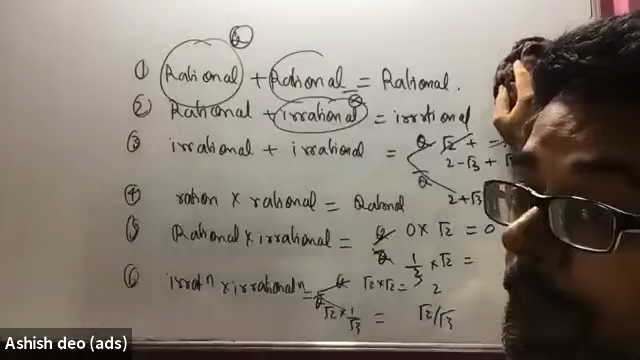 Q
① Rational + Rational = Rational.
② Rational + irrational = irrtional
③ irrational + irrational = Q √2 +
2-√3 +
Q̅ 2+√3
④ ration × rational = Rational
⑤ Rational × irrational = Q 0 × √2 = 0
Q̅ 1/3 × √2 =
⑥ irratⁿ × irrationalⁿ = Q √2 × √2 = 2
Q̅ √2 × 1/√3 = √2/√3
Ashish deo (ads)